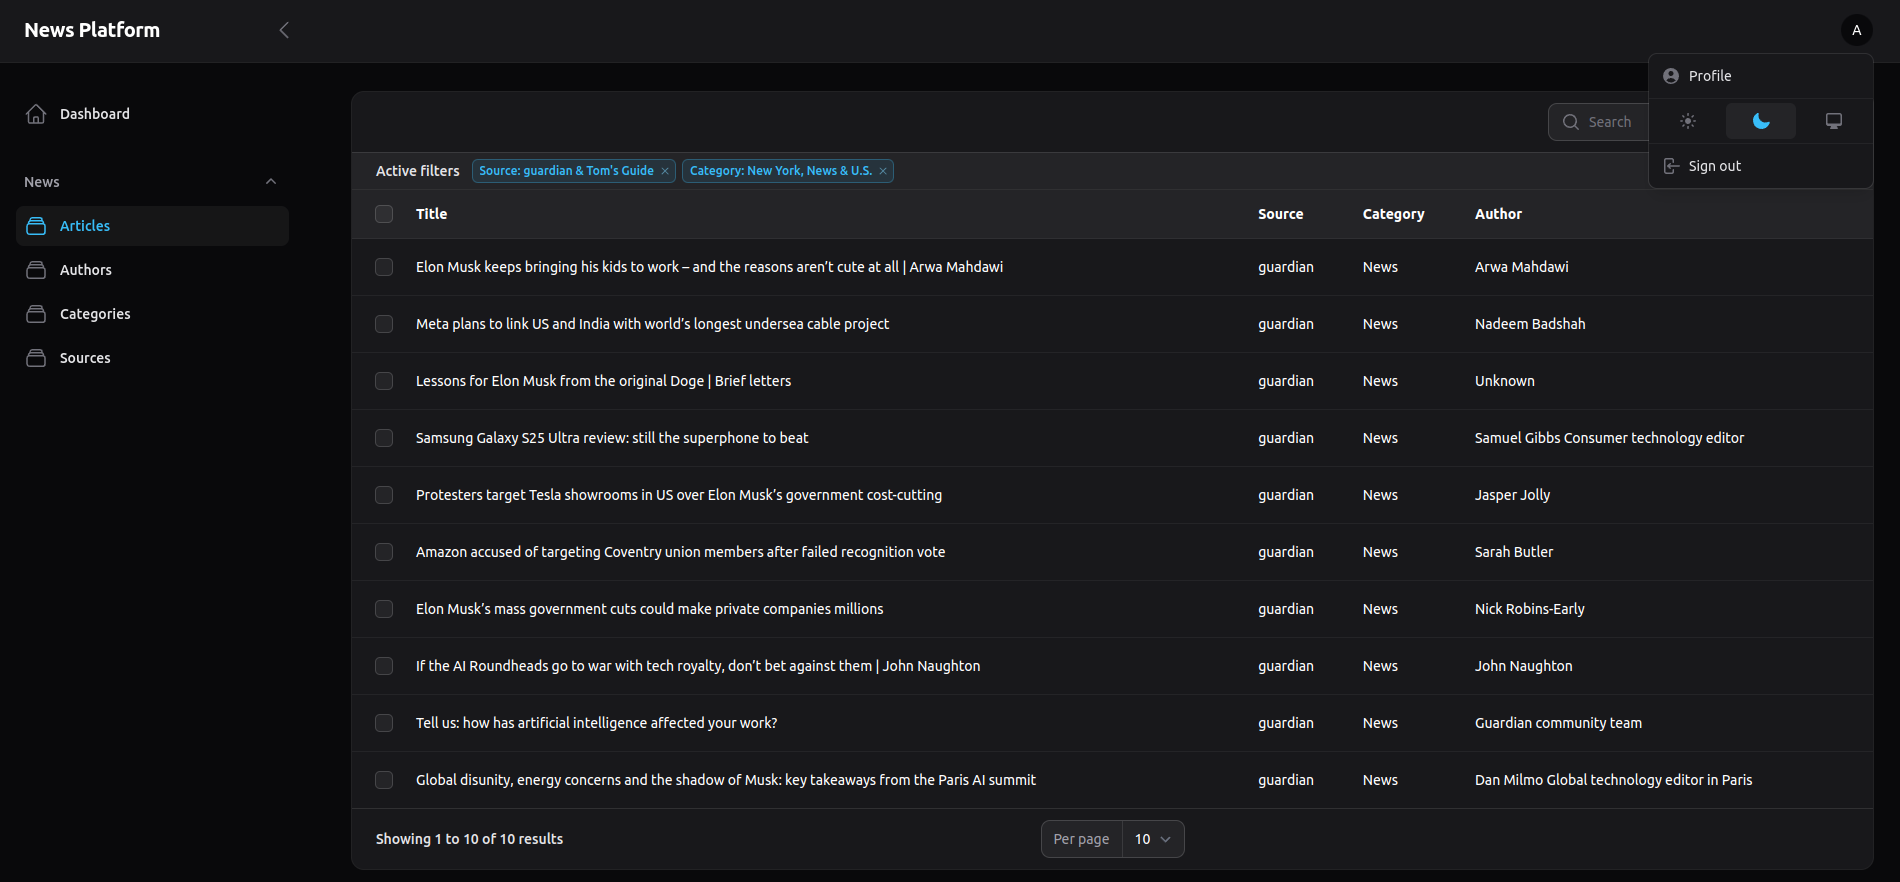 News Platform
A
Profile
Sign out
Dashboard
News
Articles
Authors
Categories
Sources
Search
Active filters Source: guardian & Tom's Guide Category: New York, News & U.S.
Title Source Category Author
Elon Musk keeps bringing his kids to work – and the reasons aren’t cute at all | Arwa Mahdawi guardian News Arwa Mahdawi
Meta plans to link US and India with world’s longest undersea cable project guardian News Nadeem Badshah
Lessons for Elon Musk from the original Doge | Brief letters guardian News Unknown
Samsung Galaxy S25 Ultra review: still the superphone to beat guardian News Samuel Gibbs Consumer technology editor
Protesters target Tesla showrooms in US over Elon Musk’s government cost-cutting guardian News Jasper Jolly
Amazon accused of targeting Coventry union members after failed recognition vote guardian News Sarah Butler
Elon Musk’s mass government cuts could make private companies millions guardian News Nick Robins-Early
If the AI Roundheads go to war with tech royalty, don’t bet against them | John Naughton guardian News John Naughton
Tell us: how has artificial intelligence affected your work? guardian News Guardian community team
Global disunity, energy concerns and the shadow of Musk: key takeaways from the Paris AI summit guardian News Dan Milmo Global technology editor in Paris
Showing 1 to 10 of 10 results Per page 10